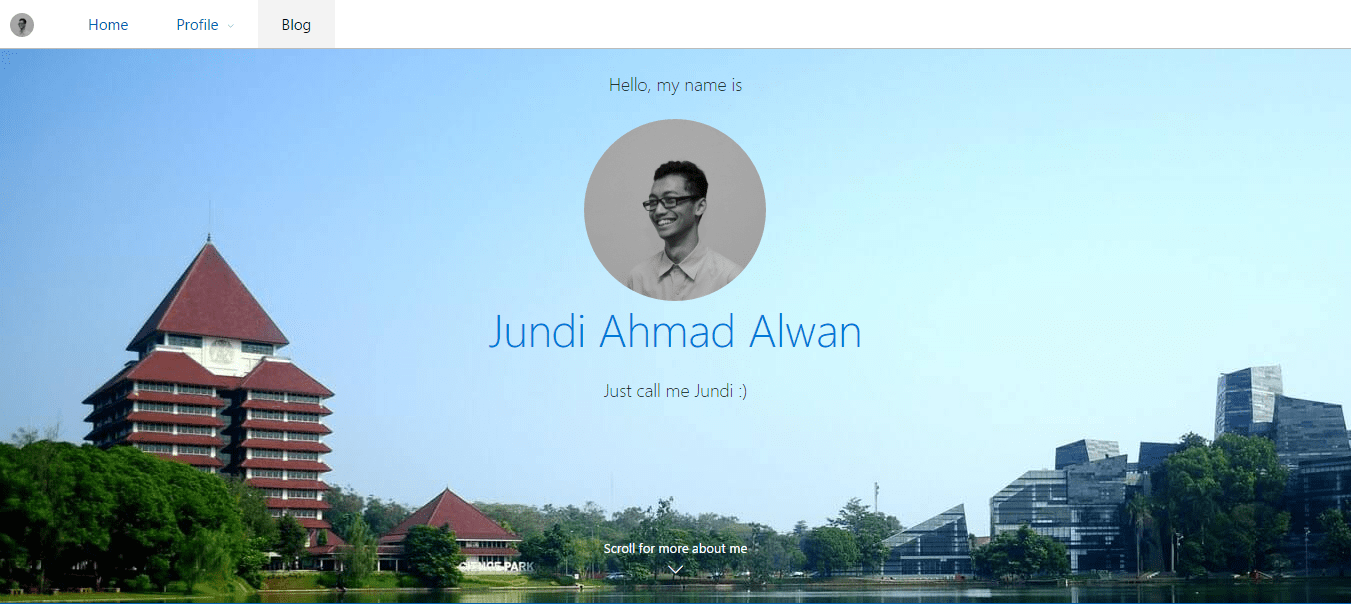 Home
Profile
Blog
Hello, my name is
Jundi Ahmad Alwan
Just call me Jundi :)
Scroll for more about me
PARK